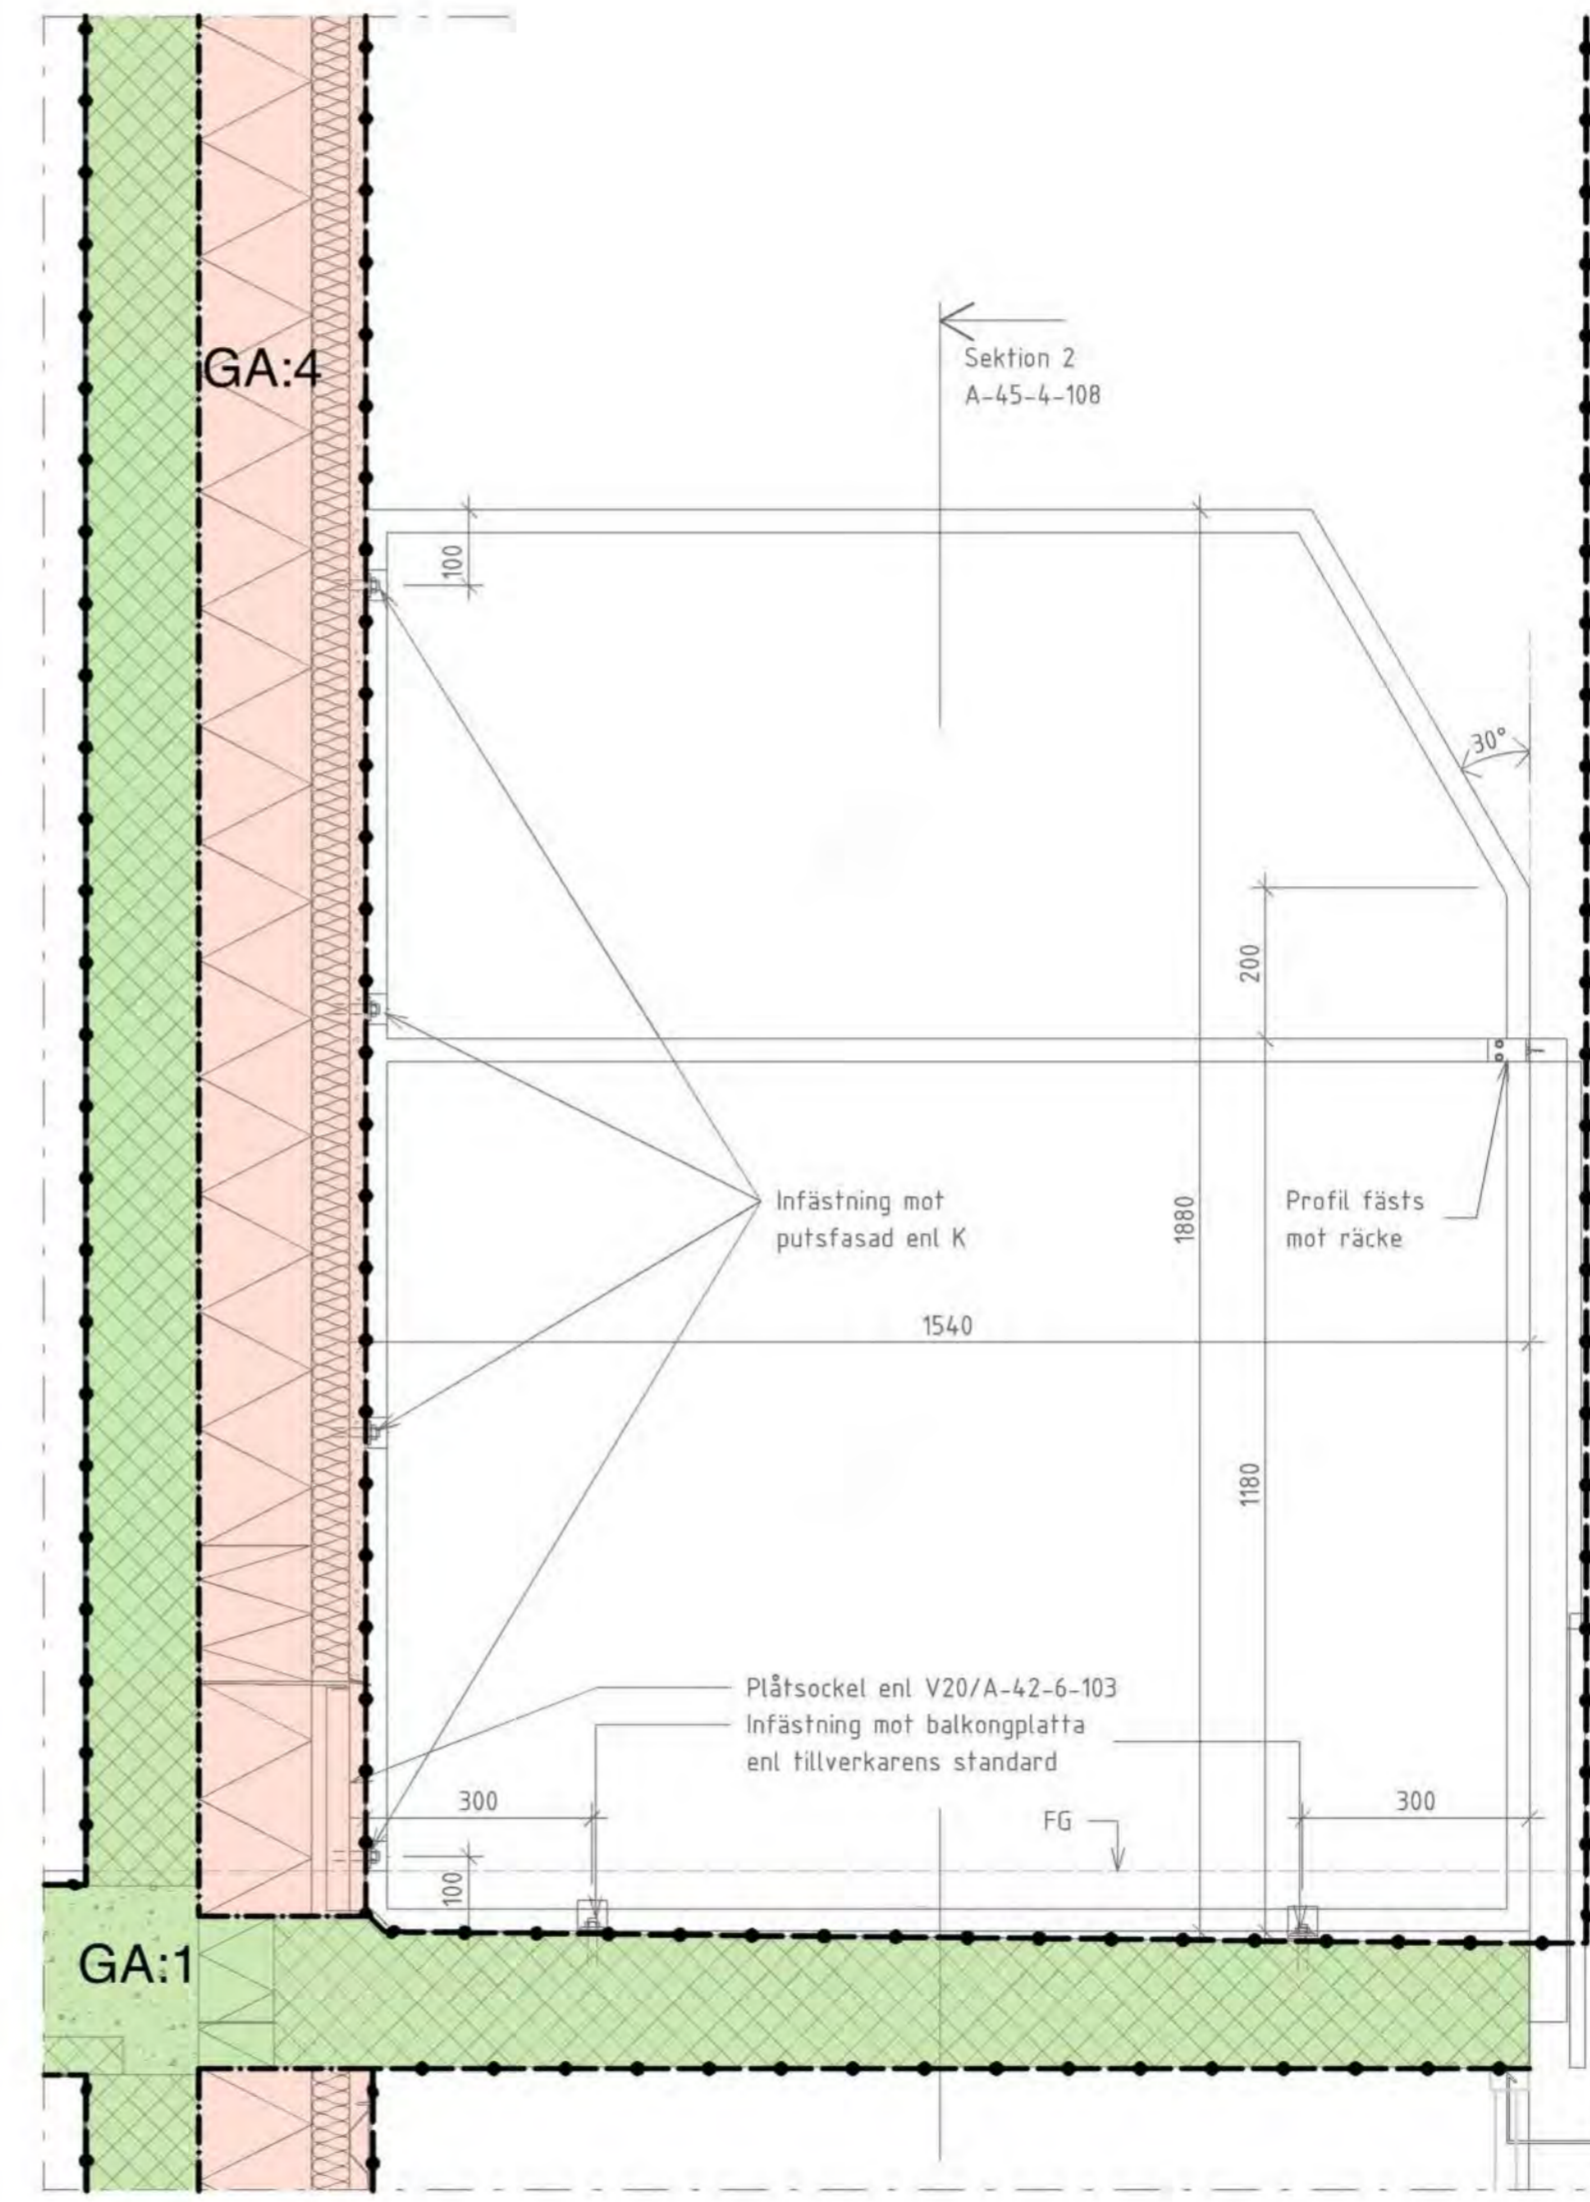 GA:4
Sektion 2
A-45-4-108
100
30°
200
Infästning mot
putsfasad enl K
1880
Profil fästs
mot räcke
1540
1180
Plåtsockel enl V20/A-42-6-103
Infästning mot balkongplatta
enl tillverkarens standard
300
FG
300
100
GA:1